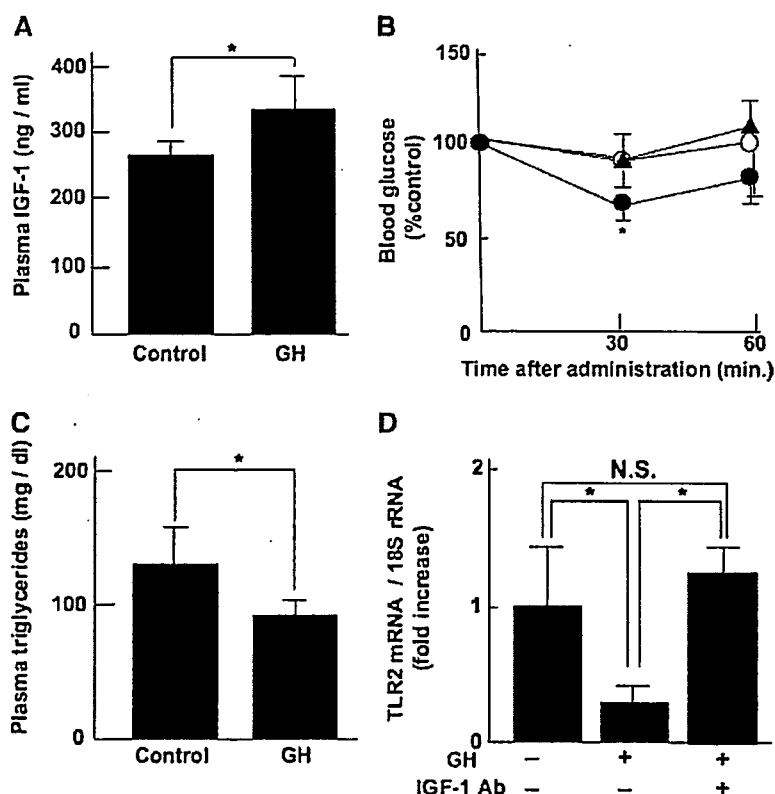 A
Plasma IGF-1 (ng / ml)
400
300
200
100
0
*
Control GH
B
Blood glucose
(%control)
150
100
50
0
*
30 60
Time after administration (min.)
C
Plasma triglycerides (mg / dl)
200
100
0
*
Control GH
D
TLR2 mRNA / 18S rRNA
(fold increase)
2
1
0
N.S.
* *
GH – + +
IGF-1 Ab – – +